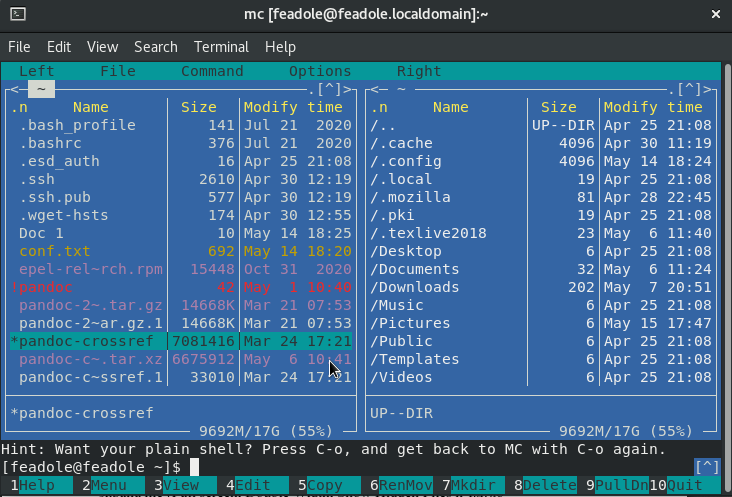 mc [feadole@feadole.localdomain]:~
File Edit View Search Terminal Help
Left File Command Options Right
<─ ~ ─.[^]> <─ ~ ─.[^]>
.n Name Size Modify time .n Name Size Modify time
.bash_profile 141 Jul 21 2020 /.. UP--DIR Apr 25 21:08
.bashrc 376 Jul 21 2020 /.cache 4096 Apr 30 11:19
.esd_auth 16 Apr 25 21:08 /.config 4096 May 14 18:24
.ssh 2610 Apr 30 12:19 /.local 19 Apr 25 21:08
.ssh.pub 577 Apr 30 12:19 /.mozilla 81 Apr 28 22:45
.wget-hsts 174 Apr 30 12:55 /.pki 19 Apr 25 21:08
Doc 1 10 May 14 18:25 /.texlive2018 23 May 6 11:40
conf.txt 692 May 14 18:20 /Desktop 6 Apr 25 21:08
epel-rel~rch.rpm 15448 Oct 31 2020 /Documents 32 May 6 11:24
!pandoc 42 May 1 10:40 /Downloads 202 May 7 20:51
pandoc-2~.tar.gz 14668K Mar 21 07:53 /Music 6 Apr 25 21:08
pandoc-2~ar.gz.1 14668K Mar 21 07:53 /Pictures 6 May 15 17:47
*pandoc-crossref 7081416 Mar 24 17:21 /Public 6 Apr 25 21:08
pandoc-c~.tar.xz 6675912 May 6 10:41 /Templates 6 Apr 25 21:08
pandoc-c~ssref.1 33010 Mar 24 17:21 /Videos 6 Apr 25 21:08
*pandoc-crossref UP--DIR
9692M/17G (55%) 9692M/17G (55%)
Hint: Want your plain shell? Press C-o, and get back to MC with C-o again.
[feadole@feadole ~]$ [^]
1Help 2Menu 3View 4Edit 5Copy 6RenMov 7Mkdir 8Delete 9PullDn 10Quit